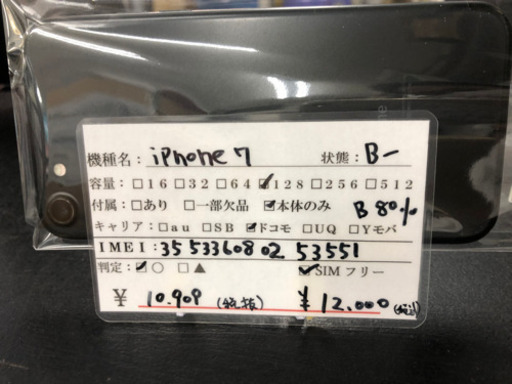 機種名: iPhone 7 状態: B-
容量: □16 □32 □64 ☑128 □256 □512
付属: □あり □一部欠品 ☑本体のみ B80%
キャリア: □au □SB ☑ドコモ □UQ □Yモバ
IMEI: 35 533608 02 53551
判定: ☑○ □▲ ☑SIMフリー
¥ 10.909 (税抜) ¥12,000 (税込)